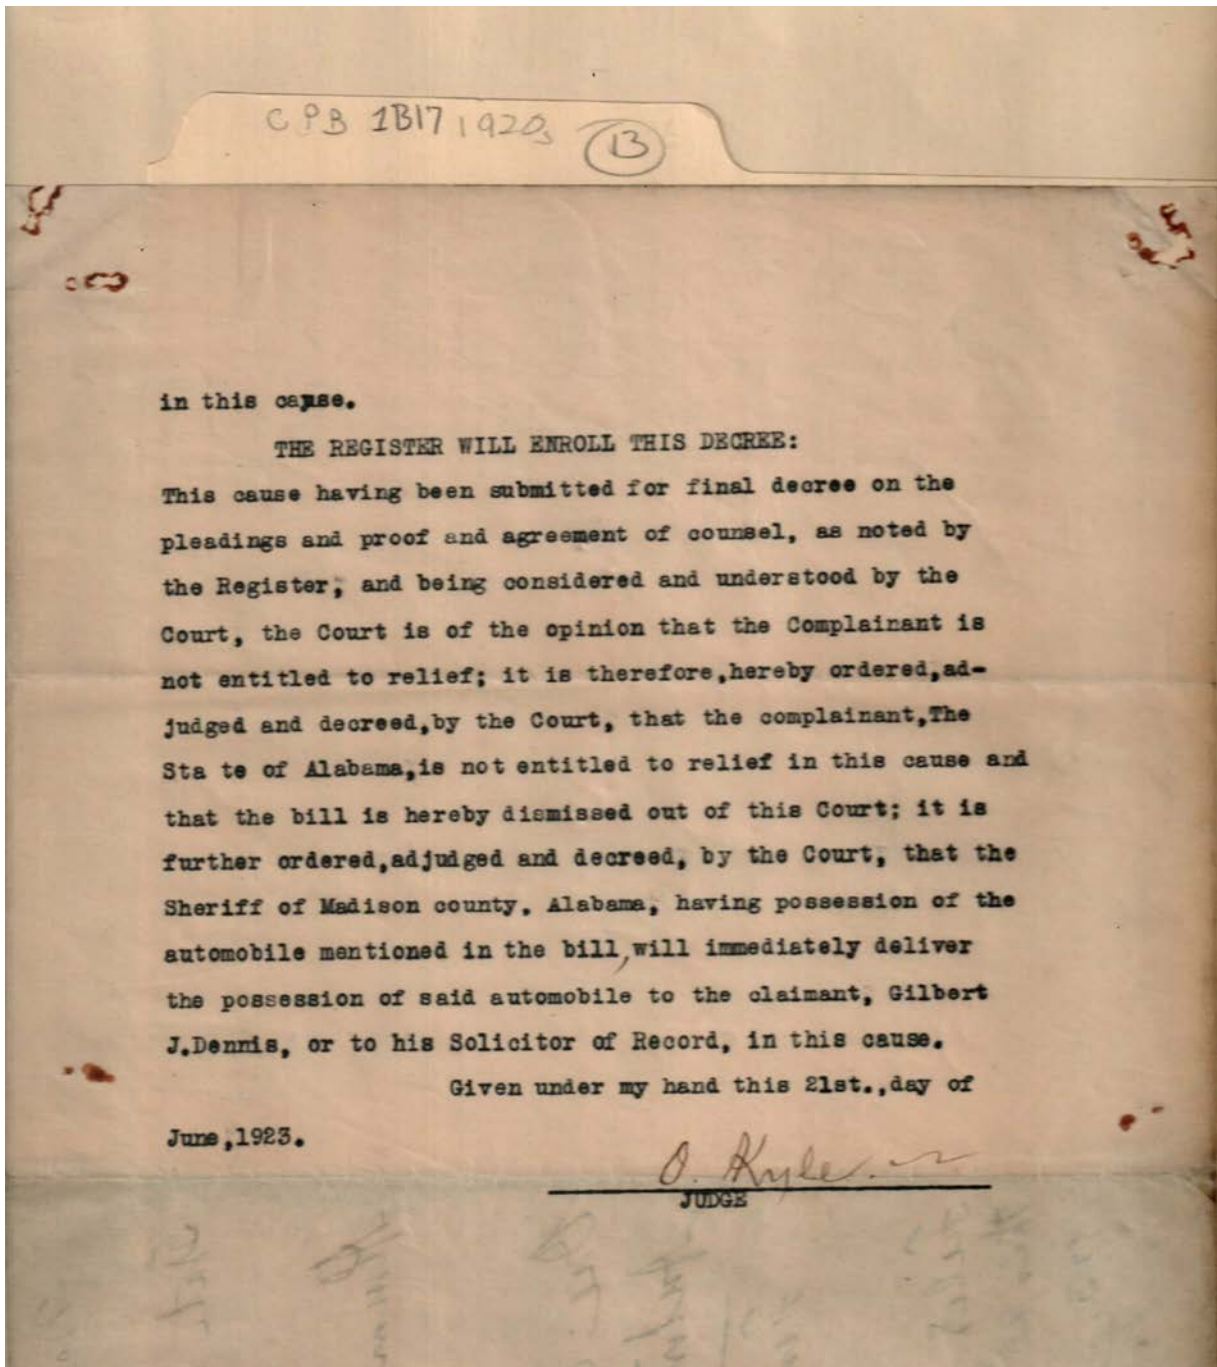 CPB 1B17 1920s 13
in this cause.
THE REGISTER WILL ENROLL THIS DECREE:
This cause having been submitted for final decree on the
pleadings and proof and agreement of counsel, as noted by
the Register, and being considered and understood by the
Court, the Court is of the opinion that the Complainant is
not entitled to relief; it is therefore,hereby ordered,ad-
judged and decreed,by the Court, that the complainant,The
Sta te of Alabama,is not entitled to relief in this cause and
that the bill is hereby dismissed out of this Court; it is
further ordered,adjudged and decreed, by the Court, that the
Sheriff of Madison county, Alabama, having possession of the
automobile mentioned in the bill,will immediately deliver
the possession of said automobile to the claimant, Gilbert
J.Dennis, or to his Solicitor of Record, in this cause.
Given under my hand this 21st.,day of
June,1923.
O. Kyle
JUDGE